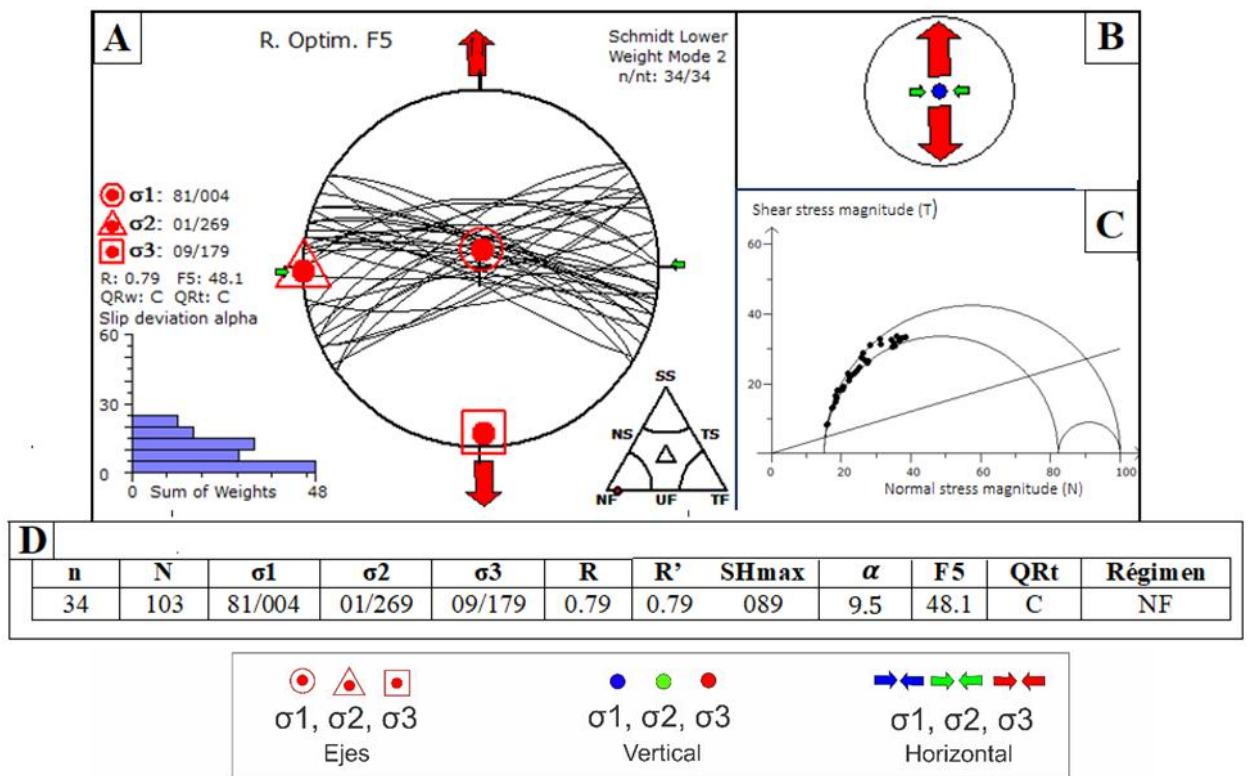 A
R. Optim. F5
Schmidt Lower
Weight Mode 2
n/nt: 34/34
σ1: 81/004
σ2: 01/269
σ3: 09/179
R: 0.79 F5: 48.1
QRw: C QRt: C
Slip deviation alpha
60
30
0
0 Sum of Weights 48
SS
NS TS
NF UF TF
B
C
Shear stress magnitude (T)
60
40
20
0 20 40 60 80 100
Normal stress magnitude (N)
D
n N σ1 σ2 σ3 R R’ SHmax α F5 QRt Régimen
34 103 81/004 01/269 09/179 0.79 0.79 089 9.5 48.1 C NF
σ1, σ2, σ3 σ1, σ2, σ3 σ1, σ2, σ3
Ejes Vertical Horizontal